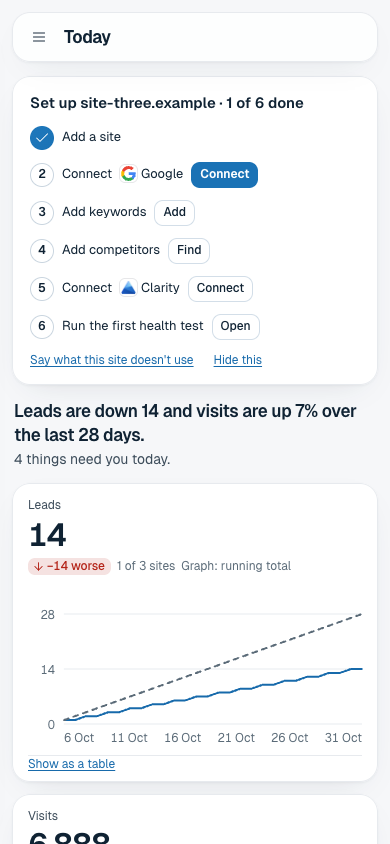 Today
Set up site-three.example · 1 of 6 done
Add a site
2 Connect Google Connect
3 Add keywords Add
4 Add competitors Find
5 Connect Clarity Connect
6 Run the first health test Open
Say what this site doesn't use Hide this
Leads are down 14 and visits are up 7% over
the last 28 days.
4 things need you today.
Leads
14
↓ −14 worse 1 of 3 sites Graph: running total
28
14
0
6 Oct 11 Oct 16 Oct 21 Oct 26 Oct 31 Oct
Show as a table
Visits
6,888